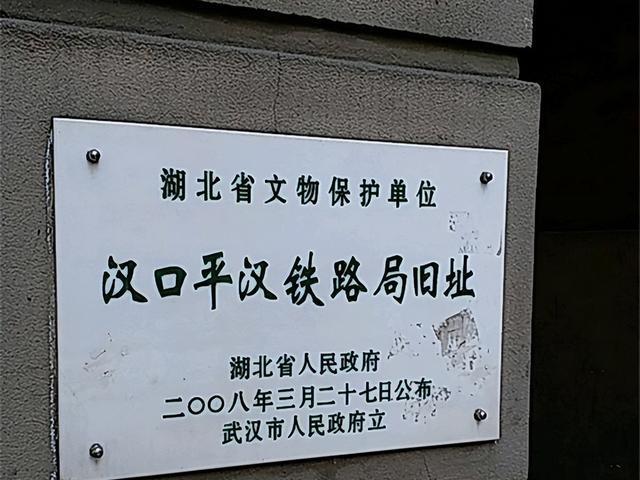 湖北省文物保护单位
汉口平汉铁路局旧址
湖北省人民政府
二〇〇八年三月二十七日公布
武汉市人民政府立